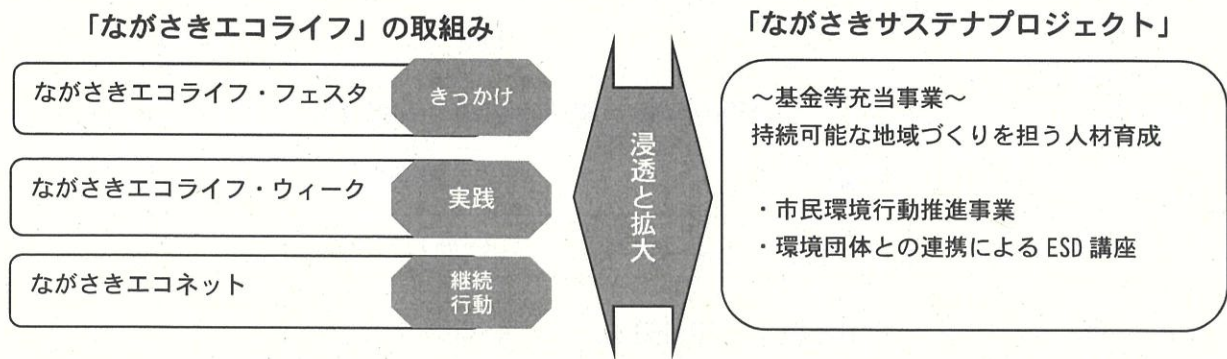 「ながさきエコライフ」の取組み
ながさきエコライフ・フェスタ
きっかけ
ながさきエコライフ・ウィーク
実践
ながさきエコネット
継続
行動
浸透と拡大
「ながさきサステナプロジェクト」
～基金等充当事業～
持続可能な地域づくりを担う人材育成
・市民環境行動推進事業
・環境団体との連携による ESD 講座